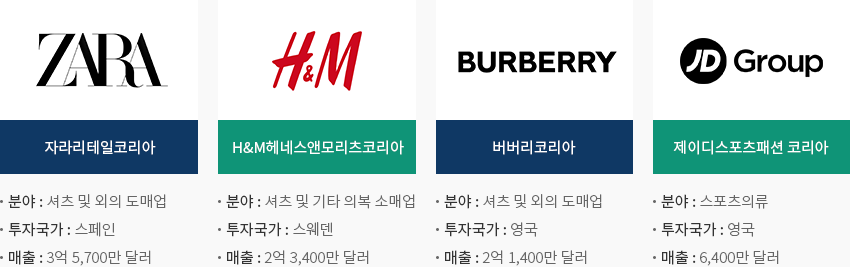 ZARA
자라리테일코리아
• 분야 : 셔츠 및 외의 도매업
• 투자국가 : 스페인
• 매출 : 3억 5,700만 달러
H&M
H&M헤네스앤모리츠코리아
• 분야 : 셔츠 및 기타 의복 소매업
• 투자국가 : 스웨덴
• 매출 : 2억 3,400만 달러
BURBERRY
버버리코리아
• 분야 : 셔츠 및 외의 도매업
• 투자국가 : 영국
• 매출 : 2억 1,400만 달러
JD Group
제이디스포츠패션 코리아
• 분야 : 스포츠의류
• 투자국가 : 영국
• 매출 : 6,400만 달러